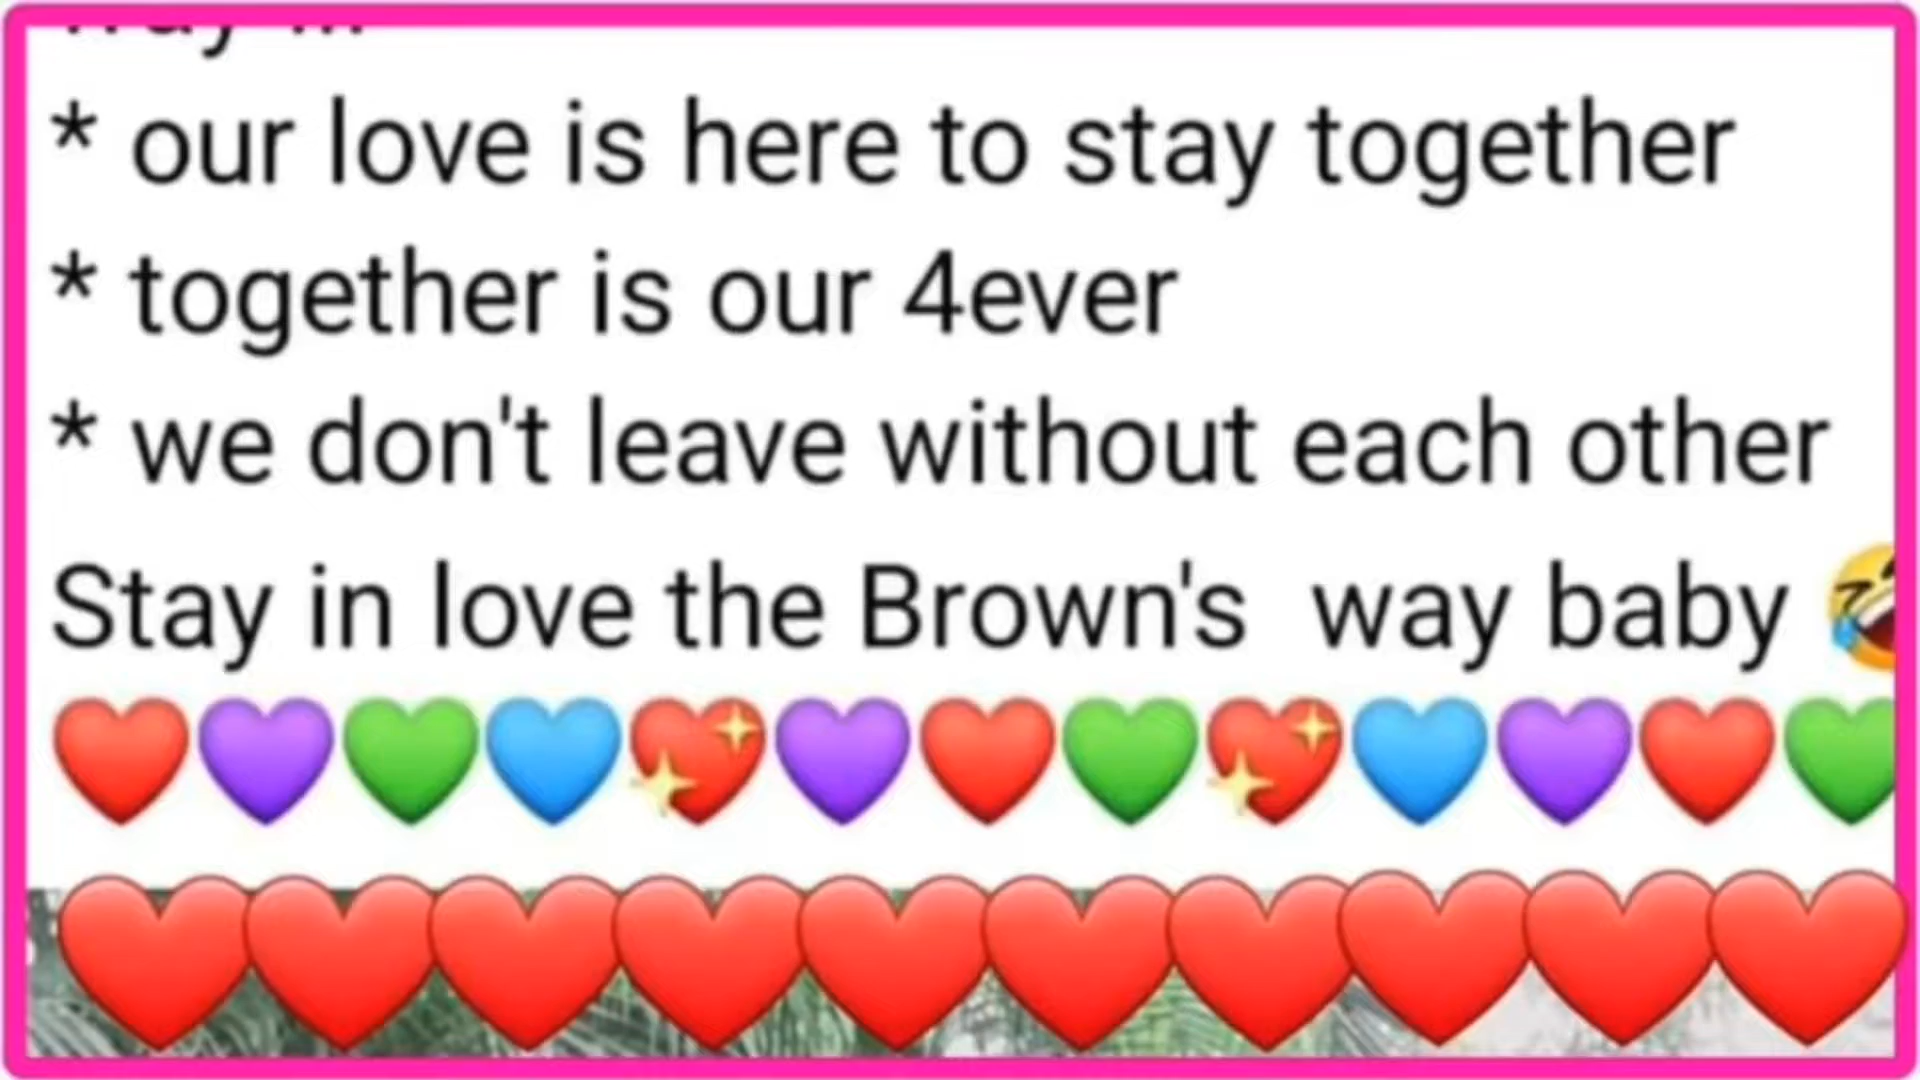 * our love is here to stay together
* together is our 4ever
* we don't leave without each other
Stay in love the Brown's  way baby 🤣
❤️💜💚💙💖💜❤️💚💖💙💜❤️💚
❤️❤️❤️❤️❤️❤️❤️❤️❤️❤️